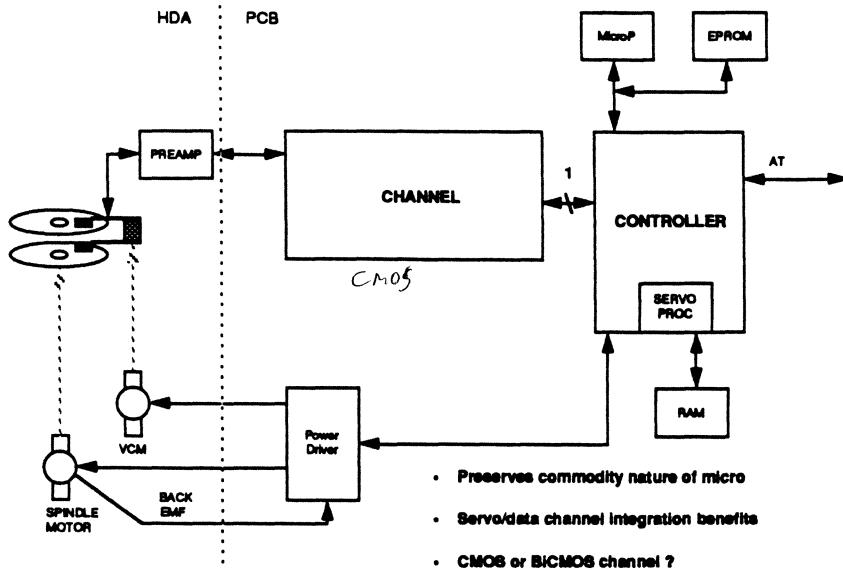 HDA
PCB
MicroP
EPROM
PREAMP
CHANNEL
1
CONTROLLER
AT
CMOS
SERVO
PROC
RAM
Power
Driver
VCM
SPINDLE
MOTOR
BACK
EMF
• Preserves commodity nature of micro
• Servo/data channel integration benefits
• CMOS or BiCMOS channel ?